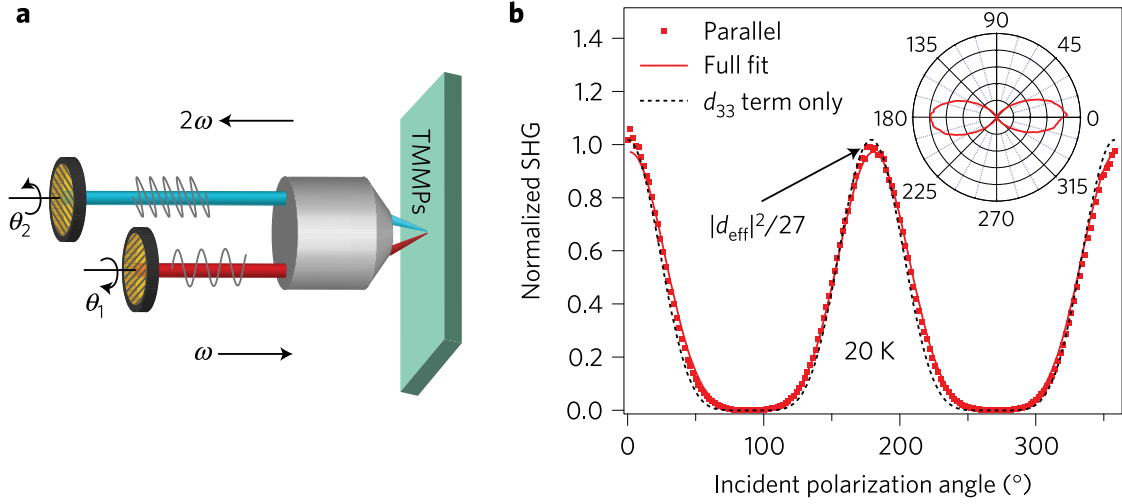 a
2ω
TMMPs
θ₂
θ₁
ω
b
Parallel
Full fit
d₃₃ term only
1.4
1.2
1.0
0.8
0.6
0.4
0.2
0.0
Normalized SHG
|d_eff|²/27
20 K
90
135
45
180
0
225
315
270
0
100
200
300
Incident polarization angle (°)